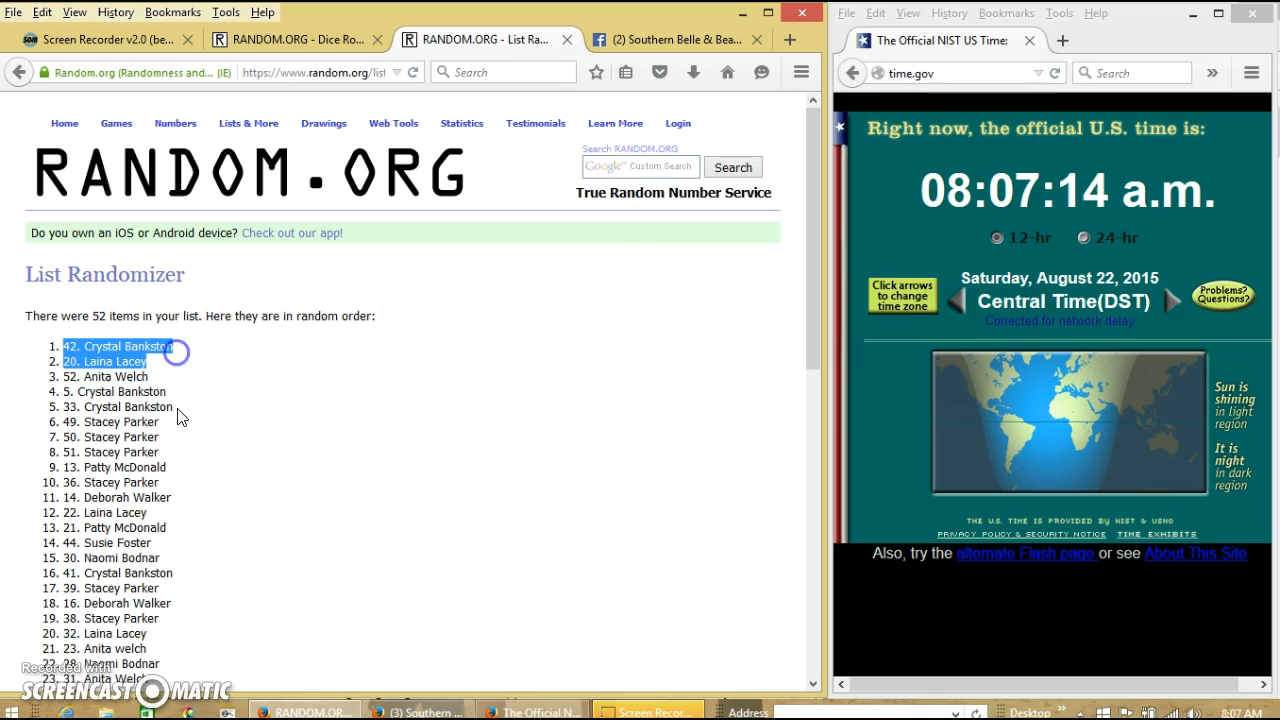 File Edit View History Bookmarks Tools Help
Screen Recorder v2.0 (be... RANDOM.ORG - Dice Ro... RANDOM.ORG - List Ra... (2) Southern Belle & Bea...
Random.org (Randomness and... (IE) https://www.random.org/list Search
Home Games Numbers Lists & More Drawings Web Tools Statistics Testimonials Learn More Login
RANDOM.ORG
Search RANDOM.ORG
Google™ Custom Search Search
True Random Number Service
Do you own an iOS or Android device? Check out our app!
List Randomizer
There were 52 items in your list. Here they are in random order:
1. 42. Crystal Bankston
2. 20. Laina Lacey
3. 52. Anita Welch
4. 5. Crystal Bankston
5. 33. Crystal Bankston
6. 49. Stacey Parker
7. 50. Stacey Parker
8. 51. Stacey Parker
9. 13. Patty McDonald
10. 36. Stacey Parker
11. 14. Deborah Walker
12. 22. Laina Lacey
13. 21. Patty McDonald
14. 44. Susie Foster
15. 30. Naomi Bodnar
16. 41. Crystal Bankston
17. 39. Stacey Parker
18. 16. Deborah Walker
19. 38. Stacey Parker
20. 32. Laina Lacey
21. 23. Anita welch
22. 28. Naomi Bodnar
23. 31. Anita Welch
Recorded with
SCREENCAST MATIC
File Edit View History Bookmarks Tools Help
The Official NIST US Time:
time.gov Search
Right now, the official U.S. time is:
08:07:14 a.m.
12-hr 24-hr
Click arrows
to change
time zone
Saturday, August 22, 2015
Central Time(DST)
Corrected for network delay
Problems?
Questions?
Sun is
shining
in light
region
It is
night
in dark
region
THE U.S. TIME IS PROVIDED BY NIST & USNO
PRIVACY POLICY & SECURITY NOTICE TIME EXHIBITS
Also, try the alternate Flash page or see About This Site
RANDOM.O... (3) Southern ... The Official N... Screen Recor... Address Desktop 8:07 AM